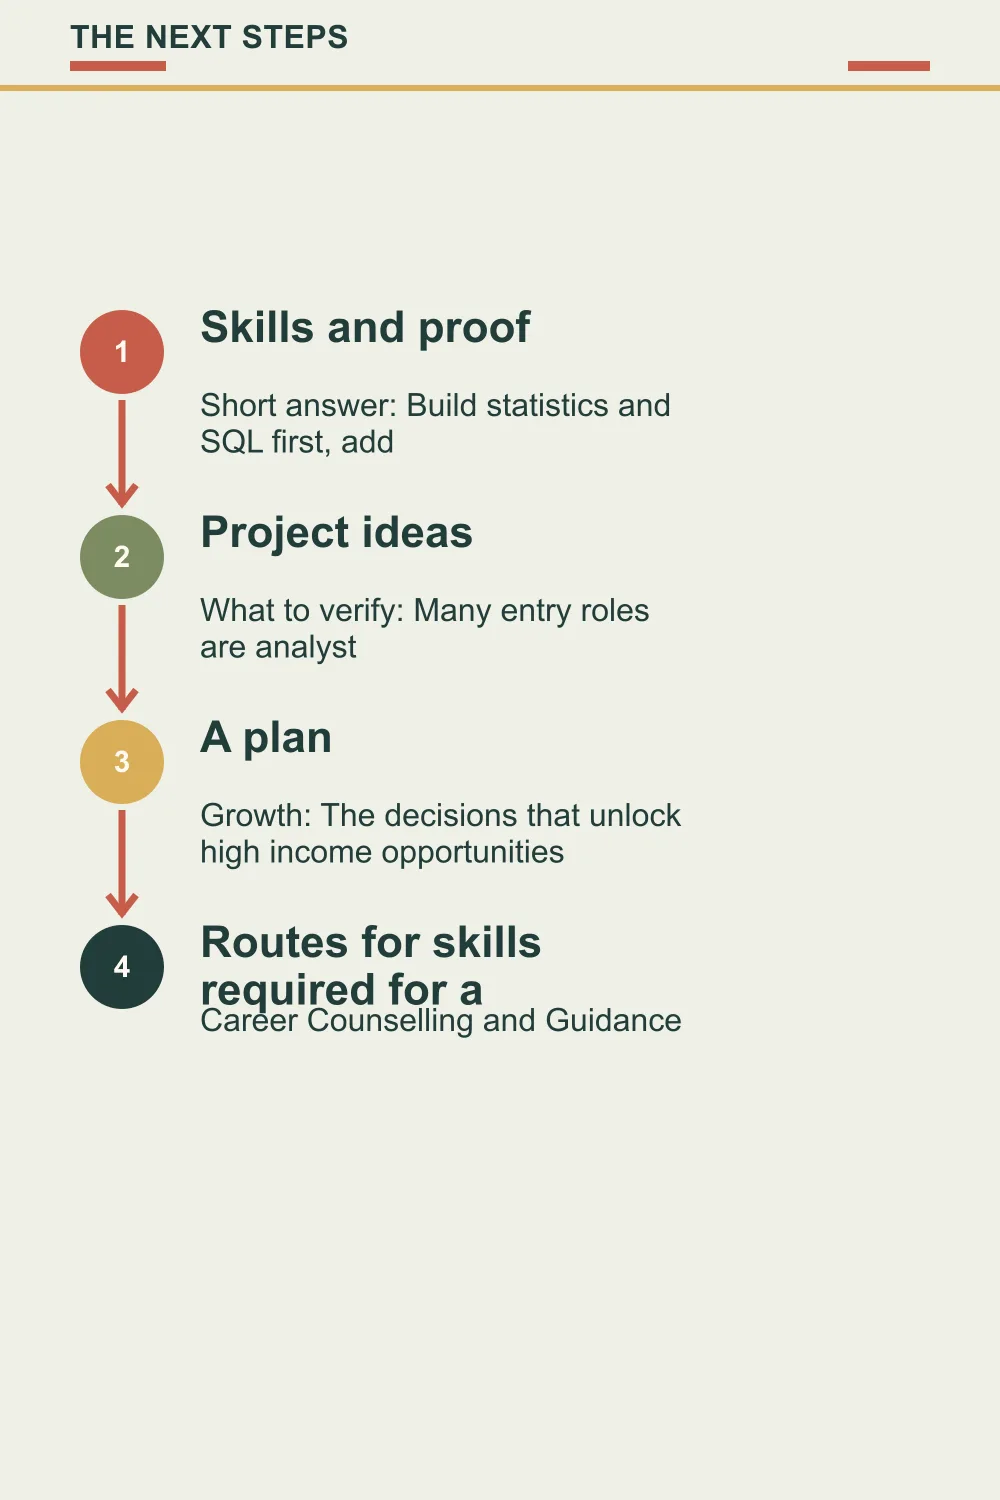 THE NEXT STEPS
1
Skills and proof
Short answer: Build statistics and
SQL first, add
2
Project ideas
What to verify: Many entry roles
are analyst
3
A plan
Growth: The decisions that unlock
high income opportunities
4
Routes for skills
required for a
Career Counselling and Guidance